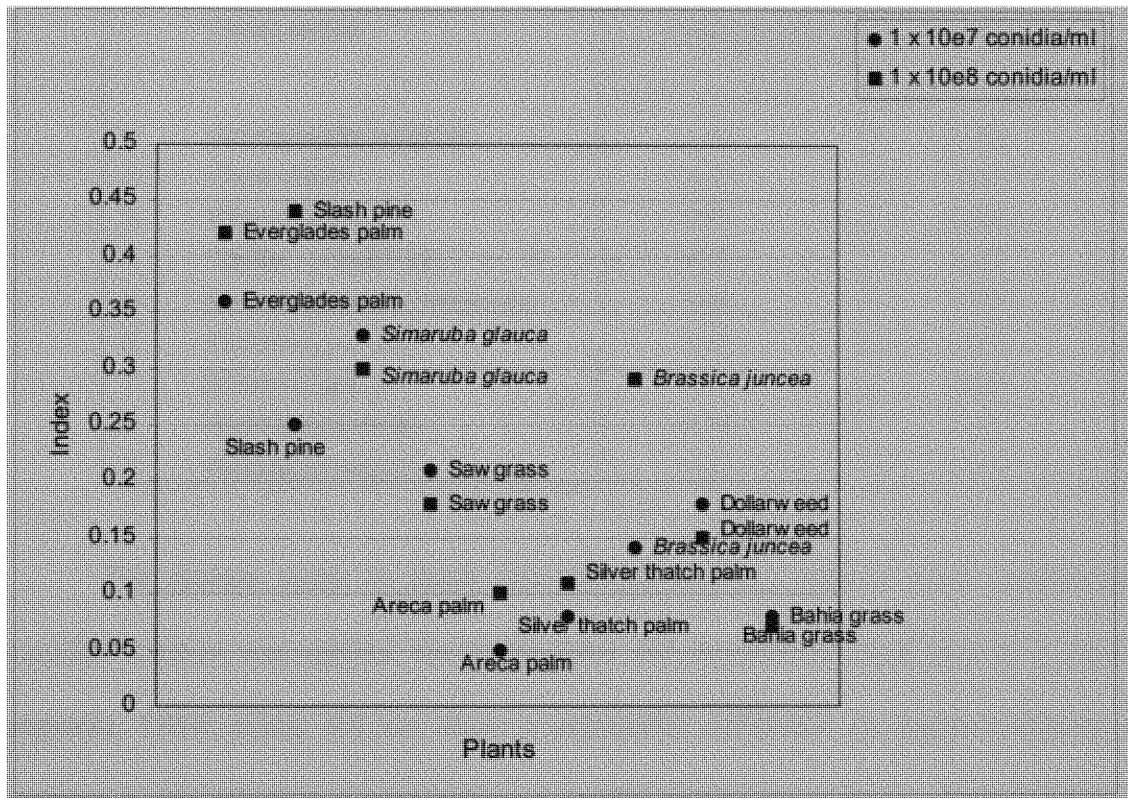 1 x 10e7 conidia/ml
1 x 10e8 conidia/ml
0.5
0.45
0.4
0.35
0.3
0.25
0.2
0.15
0.1
0.05
0
Index
Slash pine
Everglades palm
Everglades palm
Simaruba glauca
Simaruba glauca
Brassica juncea
Slash pine
Saw grass
Saw grass
Dollarw eed
Dollarw eed
Brassica juncea
Silver thatch palm
Areca palm
Bahia grass
Silver thatch palm
Bahia grass
Areca palm
Plants